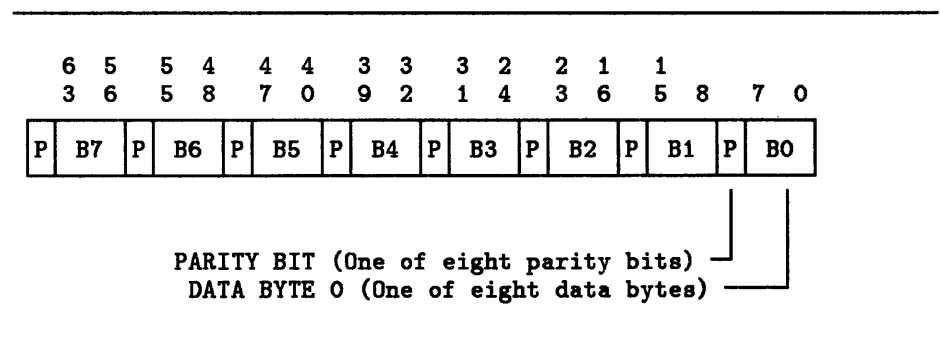 6 5 5 4 4 4 3 3 3 2 2 1 1
3 6 5 8 7 0 9 2 1 4 3 6 5 8 7 0
P B7 P B6 P B5 P B4 P B3 P B2 P B1 P B0
PARITY BIT (One of eight parity bits)
DATA BYTE 0 (One of eight data bytes)